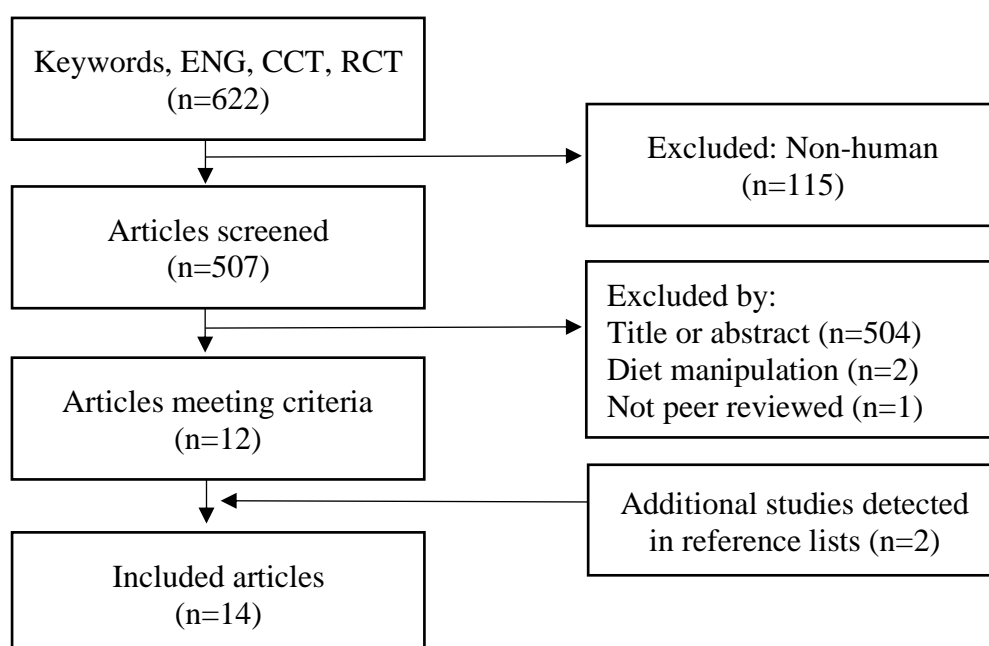 Keywords, ENG, CCT, RCT
(n=622)
Excluded: Non-human
(n=115)
Articles screened
(n=507)
Excluded by:
Title or abstract (n=504)
Diet manipulation (n=2)
Not peer reviewed (n=1)
Articles meeting criteria
(n=12)
Additional studies detected
in reference lists (n=2)
Included articles
(n=14)